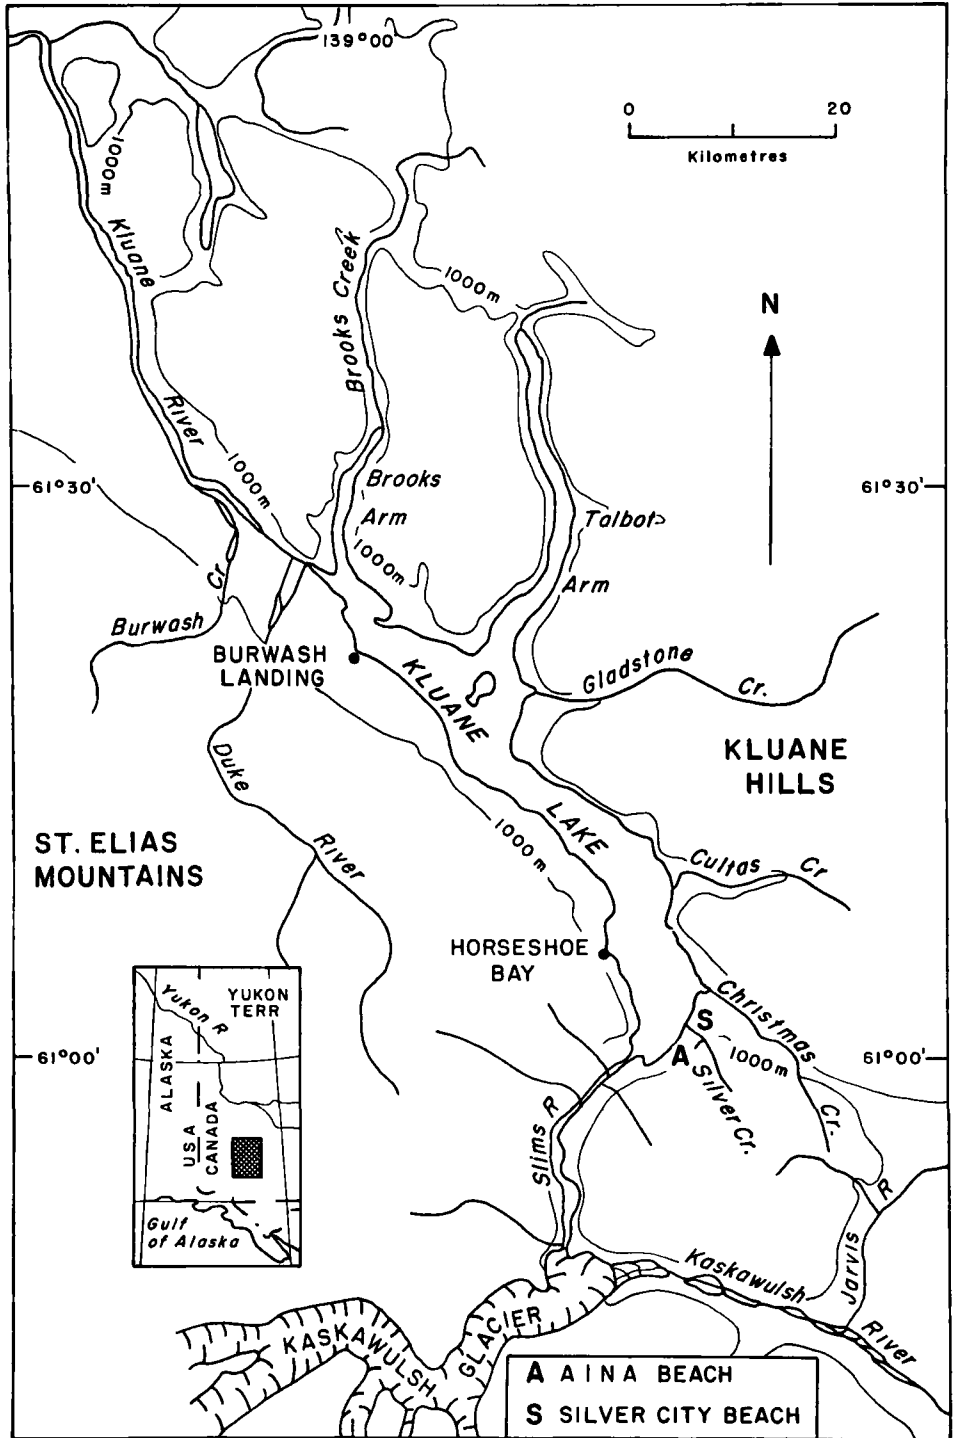 139°00'
0 20
Kilometres
1000m
Kluane
Brooks Creek
1000m
N
River
1000m
61°30'
Brooks
Arm
1000m
Talbot
Arm
61°30'
Cr.
Burwash
BURWASH
LANDING
KLUANE
LAKE
Gladstone Cr.
KLUANE
HILLS
Duke
River
1000 m
ST. ELIAS
MOUNTAINS
Cultas Cr
HORSESHOE
BAY
Christmas
Cr.
S
A
1000m
Silver Cr.
61°00'
61°00'
Yukon R
YUKON
TERR
ALASKA
USA
CANADA
Gulf
of Alaska
Slims R
Jarvis R
Kaskawulsh
River
KASKAWULSH
GLACIER
A AINA BEACH
S SILVER CITY BEACH